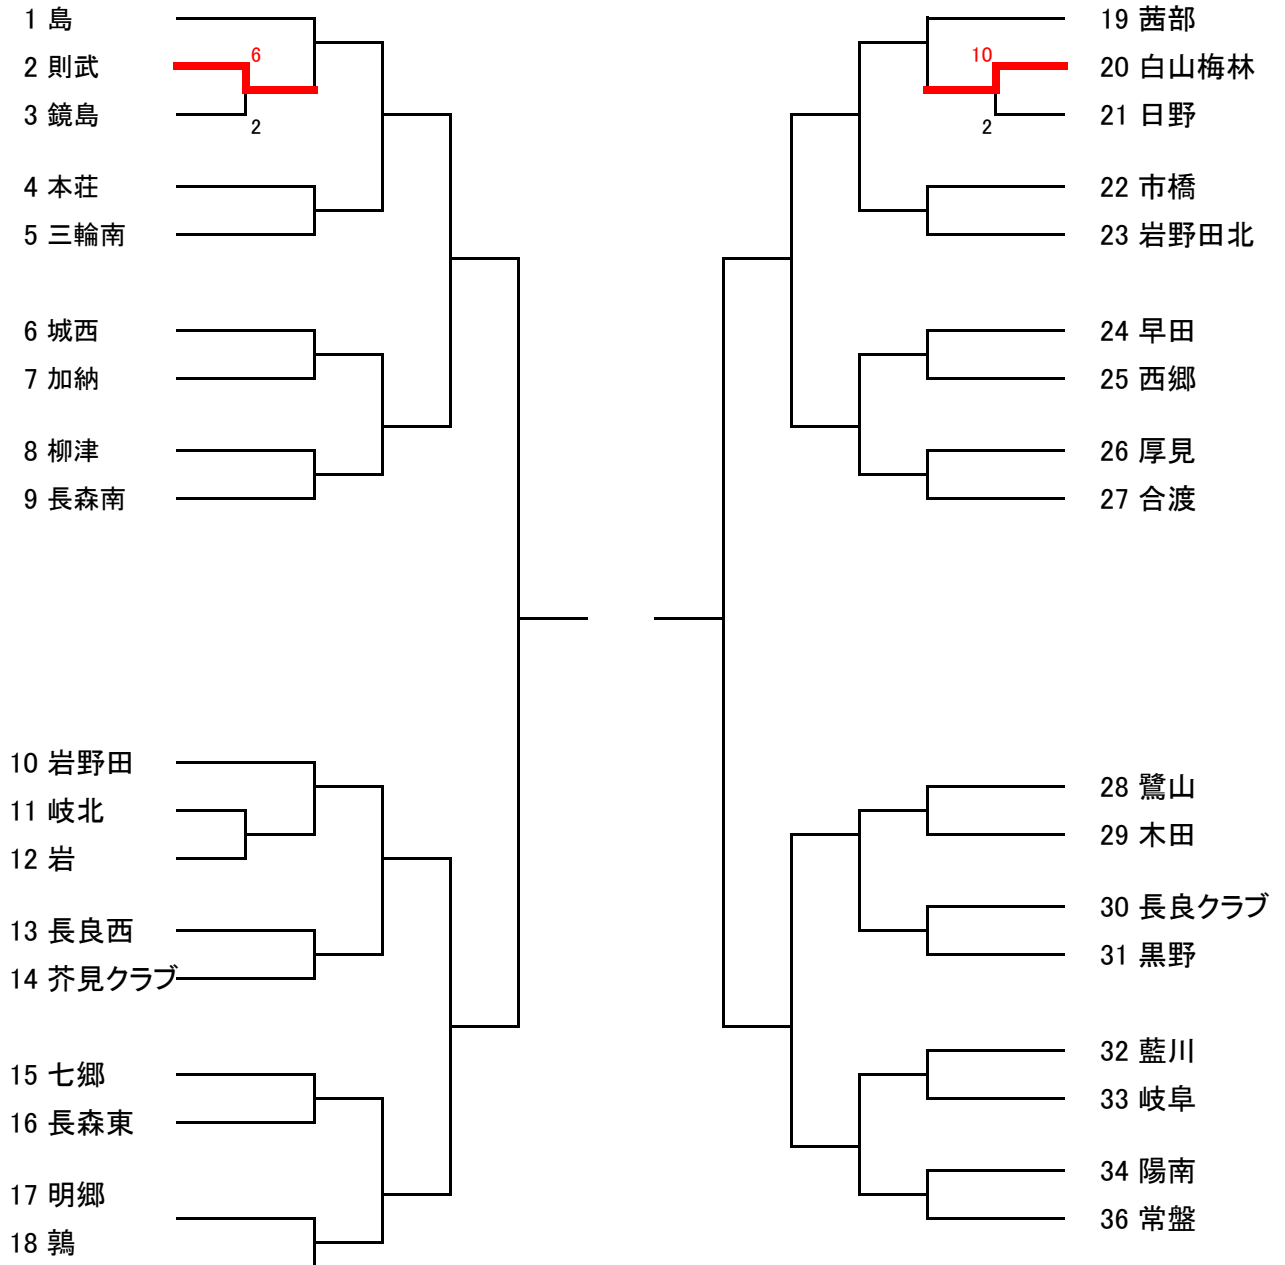 1 島
2 則武
6
3 鏡島
2
4 本荘
5 三輪南
6 城西
7 加納
8 柳津
9 長森南
10 岩野田
11 岐北
12 岩
13 長良西
14 芥見クラブ
15 七郷
16 長森東
17 明郷
18 鶉
19 茜部
10
20 白山梅林
2
21 日野
22 市橋
23 岩野田北
24 早田
25 西郷
26 厚見
27 合渡
28 鷺山
29 木田
30 長良クラブ
31 黒野
32 藍川
33 岐阜
34 陽南
36 常盤